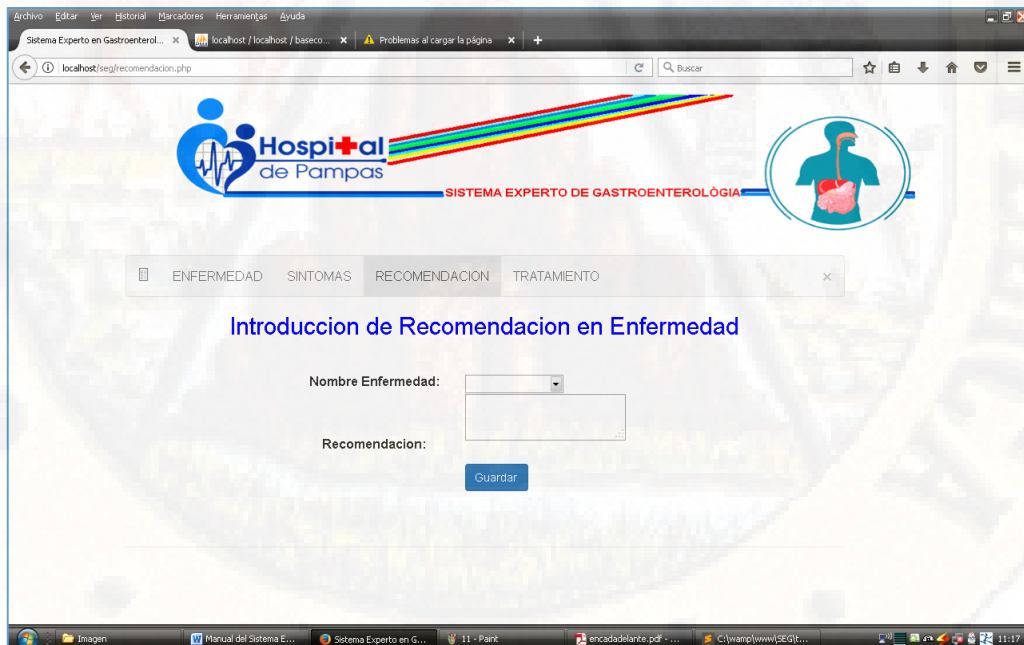 Archivo Editar Ver Historial Marcadores Herramientas Ayuda
Sistema Experto en Gastroenterol... localhost / localhost / baseco... Problemas al cargar la página
localhost/seg/recomendacion.php Buscar
Hospital
de Pampas
SISTEMA EXPERTO DE GASTROENTEROLÒGIA
ENFERMEDAD SINTOMAS RECOMENDACION TRATAMIENTO
Introduccion de Recomendacion en Enfermedad
Nombre Enfermedad:
Recomendacion:
Guardar
Imagen Manual del Sistema E... Sistema Experto en G... 11 - Paint encadadelante.pdf - ... C:\wamp\www\SEG\t... 11:17